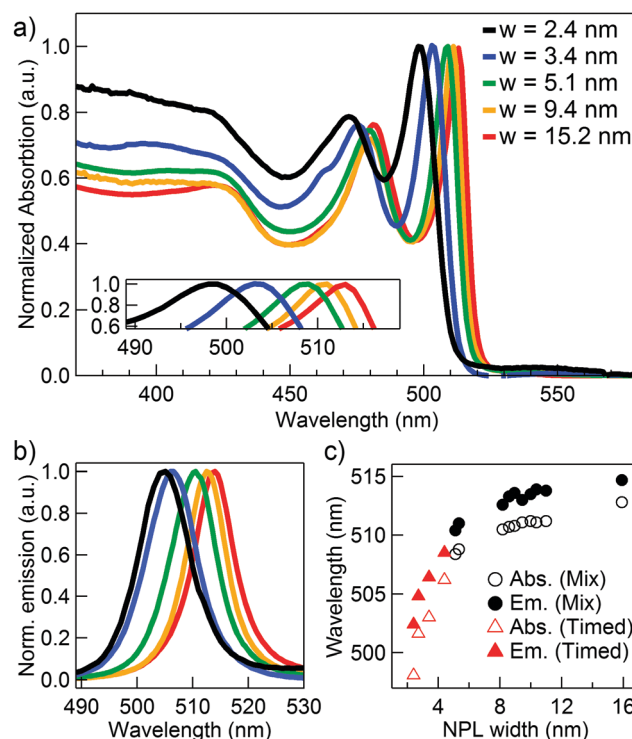 a)
Normalized Absorbtion (a.u.)
1.0
0.8
0.6
0.4
0.2
0.0
w = 2.4 nm
w = 3.4 nm
w = 5.1 nm
w = 9.4 nm
w = 15.2 nm
1.0
0.8
0.6
490 500 510
400 450 500 550
Wavelength (nm)
b)
Norm. emission (a.u.)
1.0
0.8
0.6
0.4
0.2
0.0
490 500 510 520 530
Wavelength (nm)
c)
Wavelength (nm)
515
510
505
500
Abs. (Mix)
Em. (Mix)
Abs. (Timed)
Em. (Timed)
4 8 12 16
NPL width (nm)